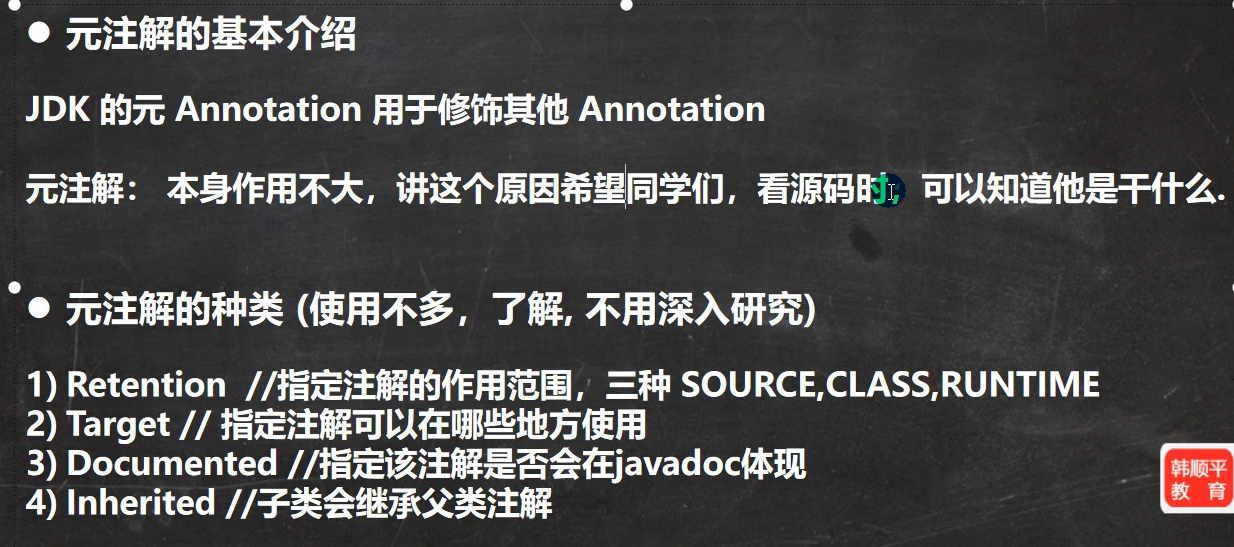 ● 元注解的基本介绍
JDK 的元 Annotation 用于修饰其他 Annotation
元注解： 本身作用不大，讲这个原因希望同学们，看源码时， 可以知道他是干什么.
● 元注解的种类 (使用不多，了解, 不用深入研究)
1) Retention //指定注解的作用范围，三种 SOURCE,CLASS,RUNTIME
2) Target // 指定注解可以在哪些地方使用
3) Documented //指定该注解是否会在javadoc体现
4) Inherited //子类会继承父类注解
韩顺平
教 育